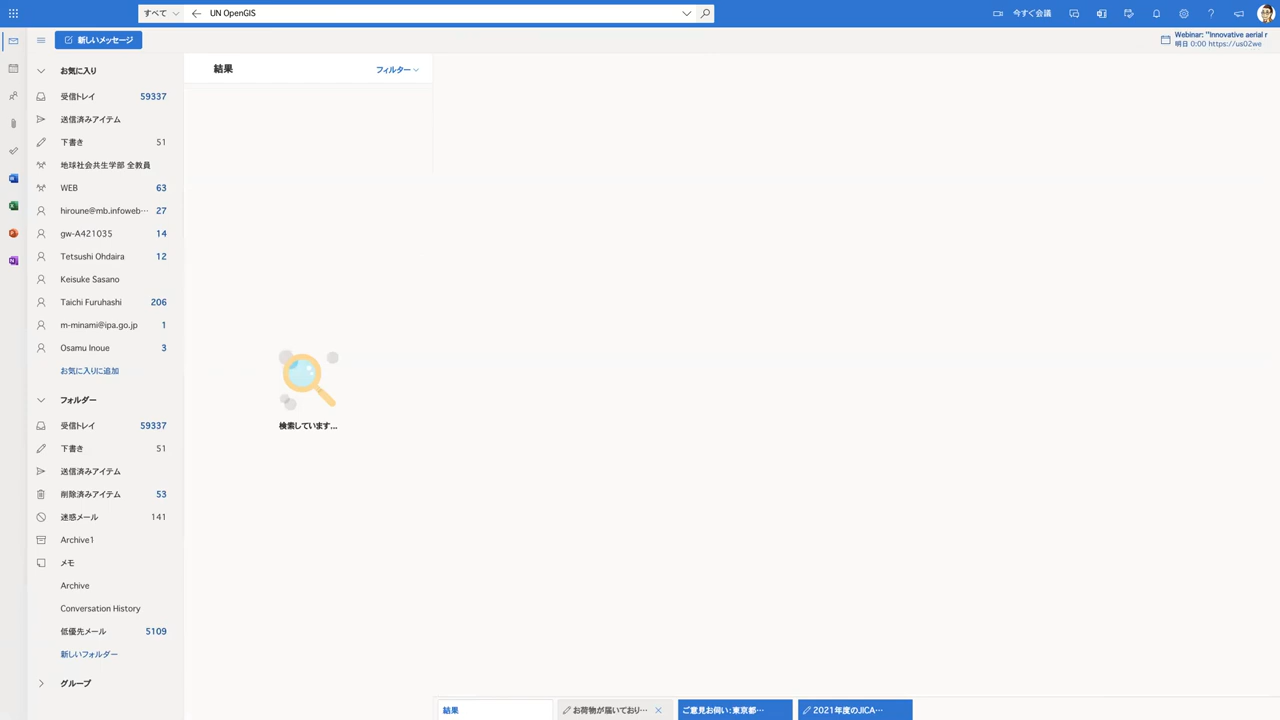 すべて
UN OpenGIS
今すぐ会議
新しいメッセージ
Webinar: "Innovative aerial r
明日 0:00 https://us02we
お気に入り
受信トレイ 59337
送信済みアイテム
下書き 51
地球社会共生学部 全教員
WEB 63
hiroune@mb.infoweb… 27
gw-A421035 14
Tetsushi Ohdaira 12
Keisuke Sasano
Taichi Furuhashi 206
m-minami@ipa.go.jp 1
Osamu Inoue 3
お気に入りに追加
フォルダー
受信トレイ 59337
下書き 51
送信済みアイテム
削除済みアイテム 53
迷惑メール 141
Archive1
メモ
Archive
Conversation History
低優先メール 5109
新しいフォルダー
グループ
結果
フィルター
検索しています...
結果
お荷物が届いており…
ご意見お伺い:東京都…
2021年度のJICA…